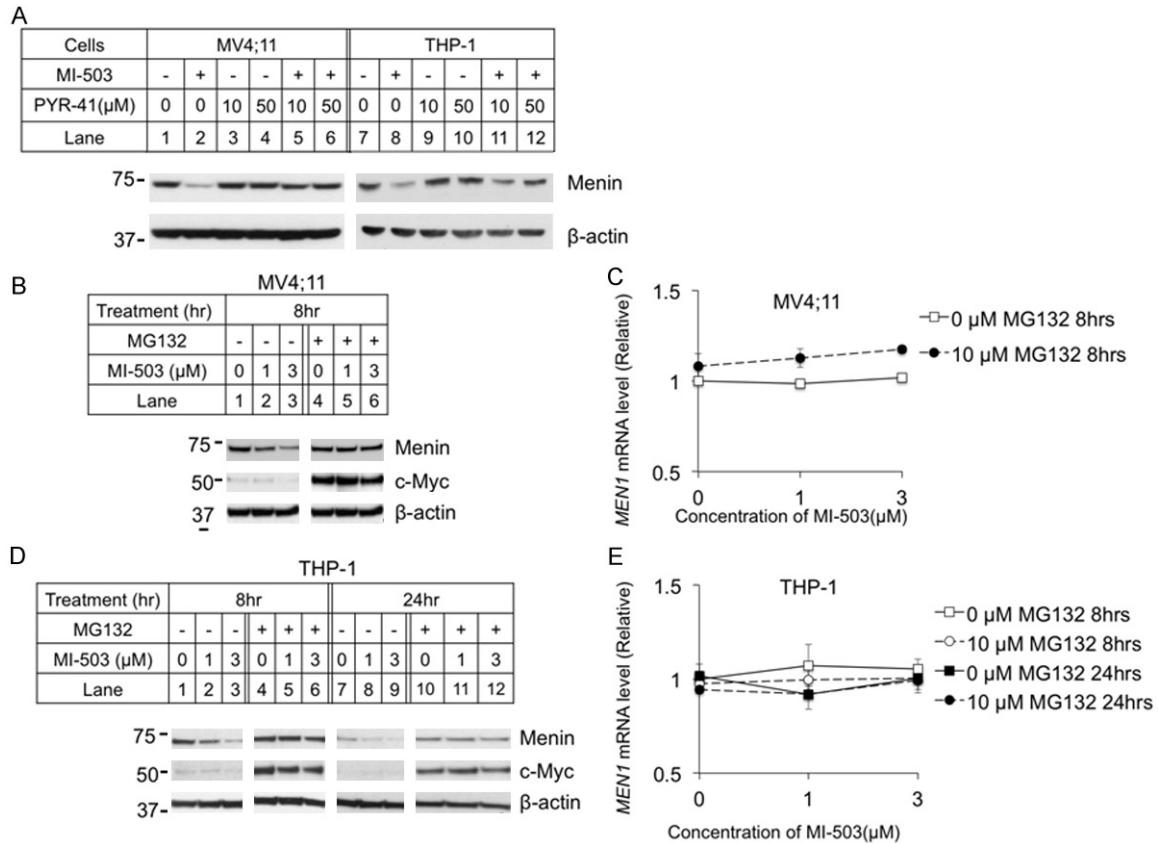 A
Cells MV4;11 THP-1
MI-503 - + - - + + - + - - + +
PYR-41(µM) 0 0 10 50 10 50 0 0 10 50 10 50
Lane 1 2 3 4 5 6 7 8 9 10 11 12
75- Menin
37- β-actin
B
MV4;11
Treatment (hr) 8hr
MG132 - - - + + +
MI-503 (µM) 0 1 3 0 1 3
Lane 1 2 3 4 5 6
75- Menin
50- c-Myc
37- β-actin
C
MV4;11
MEN1 mRNA level (Relative)
1.5
1
0.5
0 1 3
Concentration of MI-503(µM)
0 µM MG132 8hrs
10 µM MG132 8hrs
D
THP-1
Treatment (hr) 8hr 24hr
MG132 - - - + + + - - - + + +
MI-503 (µM) 0 1 3 0 1 3 0 1 3 0 1 3
Lane 1 2 3 4 5 6 7 8 9 10 11 12
75- Menin
50- c-Myc
37- β-actin
E
THP-1
MEN1 mRNA level (Relative)
1.5
1
0.5
0 1 3
Concentration of MI-503(µM)
0 µM MG132 8hrs
10 µM MG132 8hrs
0 µM MG132 24hrs
10 µM MG132 24hrs